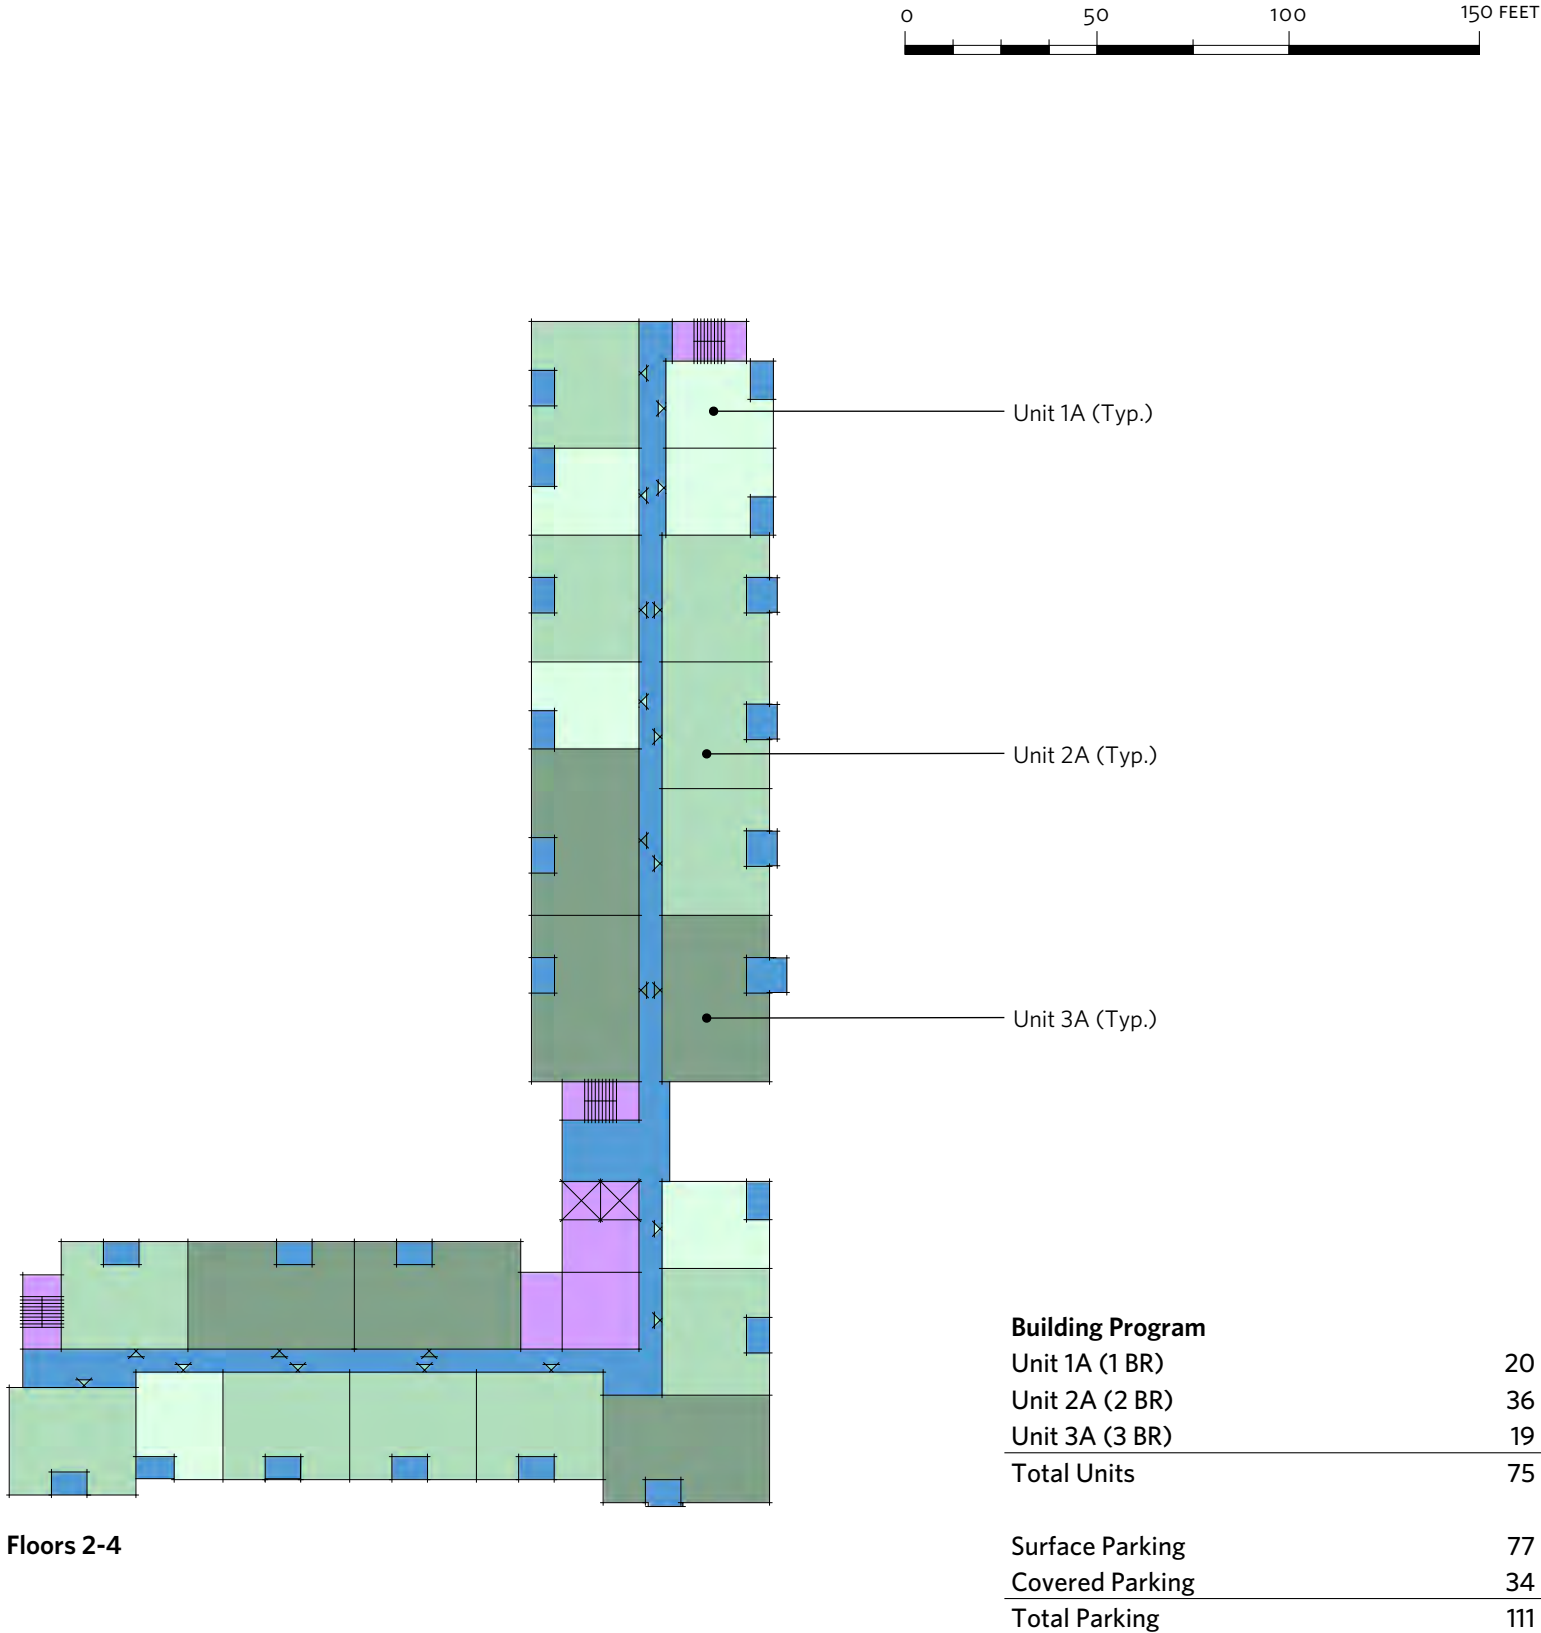 0 50 100 150 FEET
Unit 1A (Typ.)
Unit 2A (Typ.)
Unit 3A (Typ.)
Building Program
Unit 1A (1 BR) 20
Unit 2A (2 BR) 36
Unit 3A (3 BR) 19
Total Units 75
Floors 2-4
Surface Parking 77
Covered Parking 34
Total Parking 111